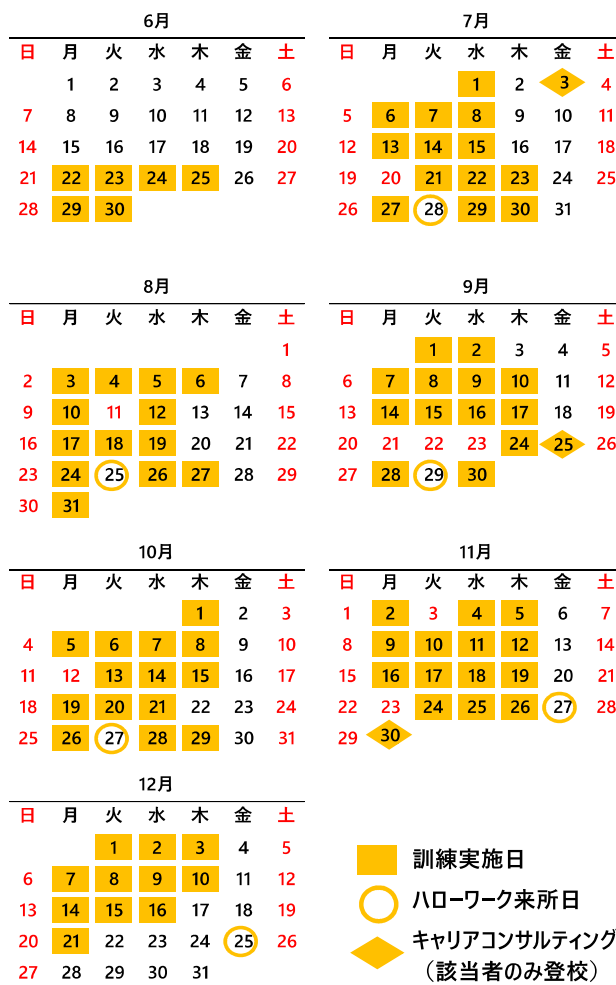 6月
日 月 火 水 木 金 土
1 2 3 4 5 6
7 8 9 10 11 12 13
14 15 16 17 18 19 20
21 22 23 24 25 26 27
28 29 30
7月
日 月 火 水 木 金 土
1 2 3 4
5 6 7 8 9 10 11
12 13 14 15 16 17 18
19 20 21 22 23 24 25
26 27 28 29 30 31
8月
日 月 火 水 木 金 土
1
2 3 4 5 6 7 8
9 10 11 12 13 14 15
16 17 18 19 20 21 22
23 24 25 26 27 28 29
30 31
9月
日 月 火 水 木 金 土
1 2 3 4 5
6 7 8 9 10 11 12
13 14 15 16 17 18 19
20 21 22 23 24 25 26
27 28 29 30
10月
日 月 火 水 木 金 土
1 2 3
4 5 6 7 8 9 10
11 12 13 14 15 16 17
18 19 20 21 22 23 24
25 26 27 28 29 30 31
11月
日 月 火 水 木 金 土
1 2 3 4 5 6 7
8 9 10 11 12 13 14
15 16 17 18 19 20 21
22 23 24 25 26 27 28
29 30
12月
日 月 火 水 木 金 土
1 2 3 4 5
6 7 8 9 10 11 12
13 14 15 16 17 18 19
20 21 22 23 24 25 26
27 28 29 30 31
訓練実施日
ハローワーク来所日
キャリアコンサルティング
（該当者のみ登校）